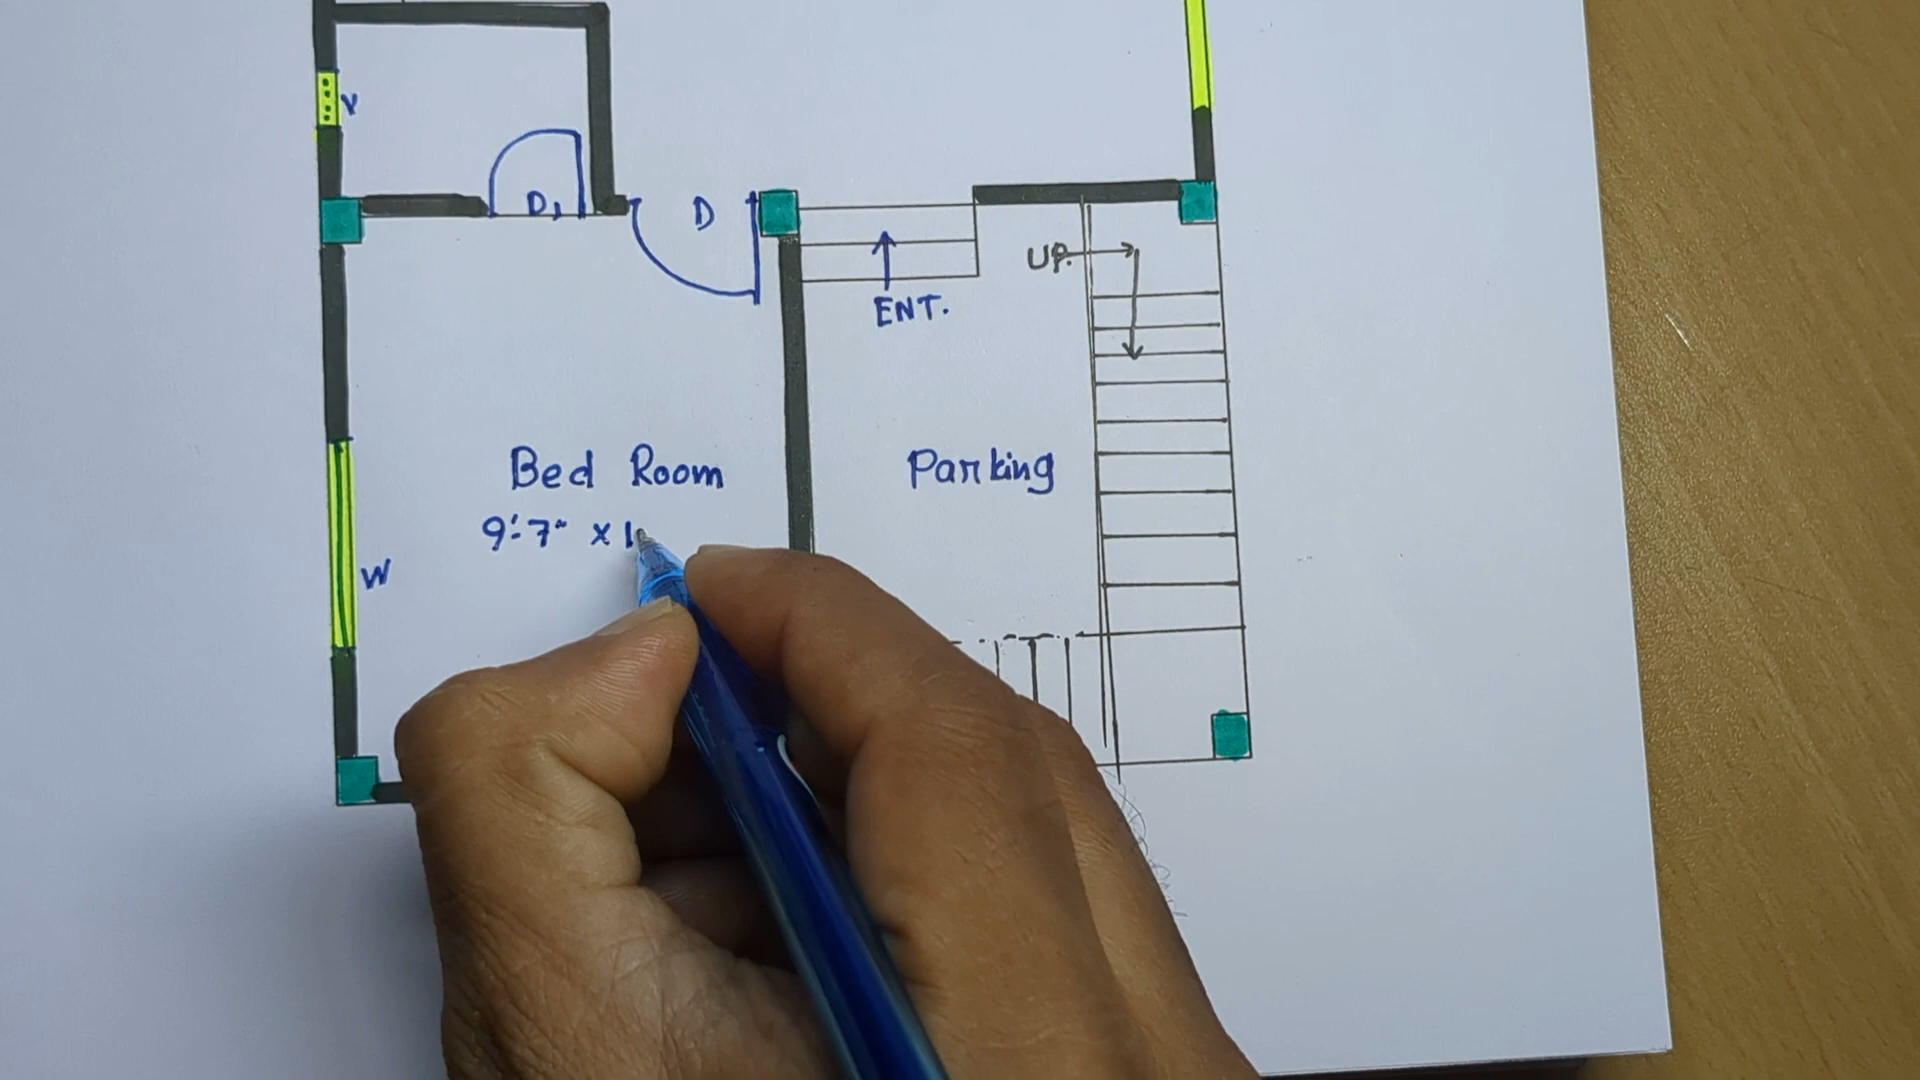 V
D1
D
UP.
ENT.
Bed Room
Parking
9'-7" x 1
W